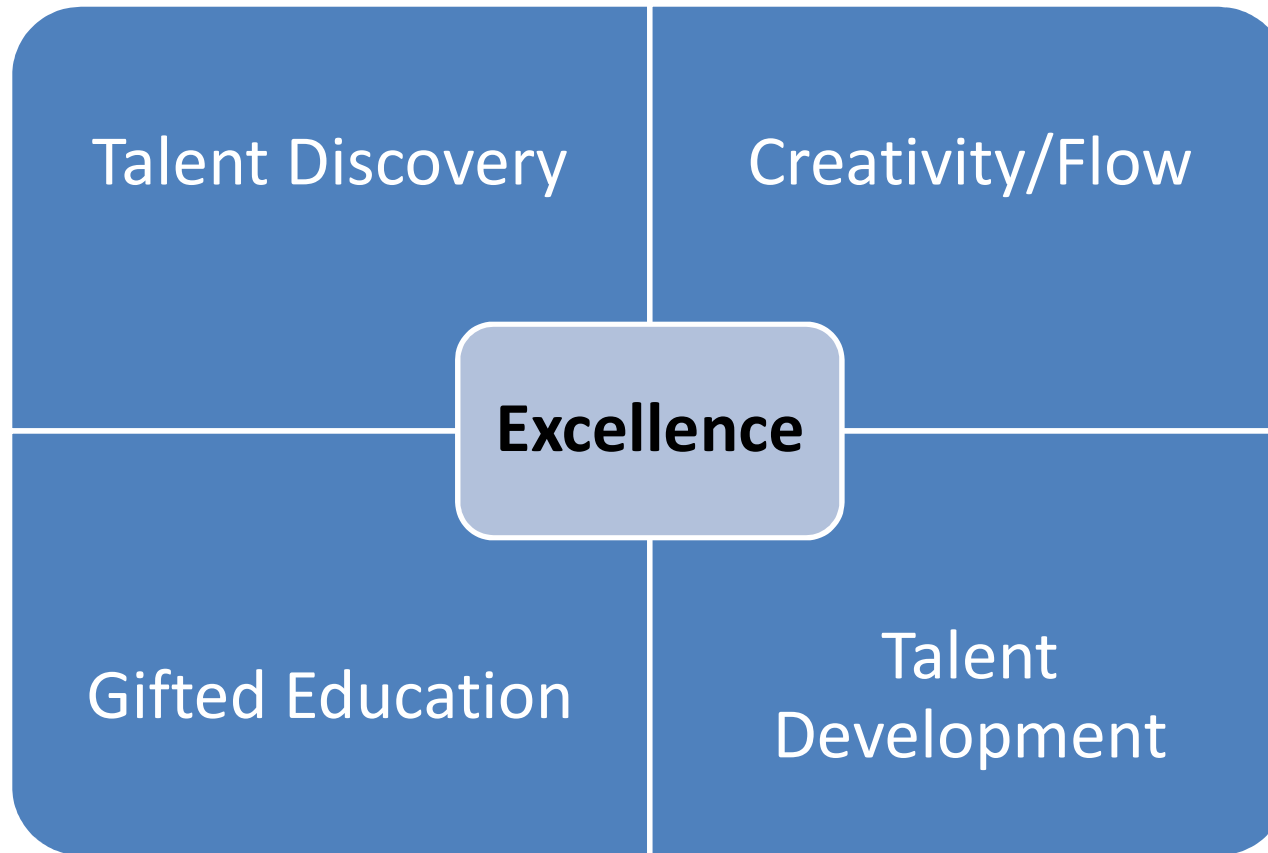 Talent Discovery
Creativity/Flow
Excellence
Gifted Education
Talent
Development